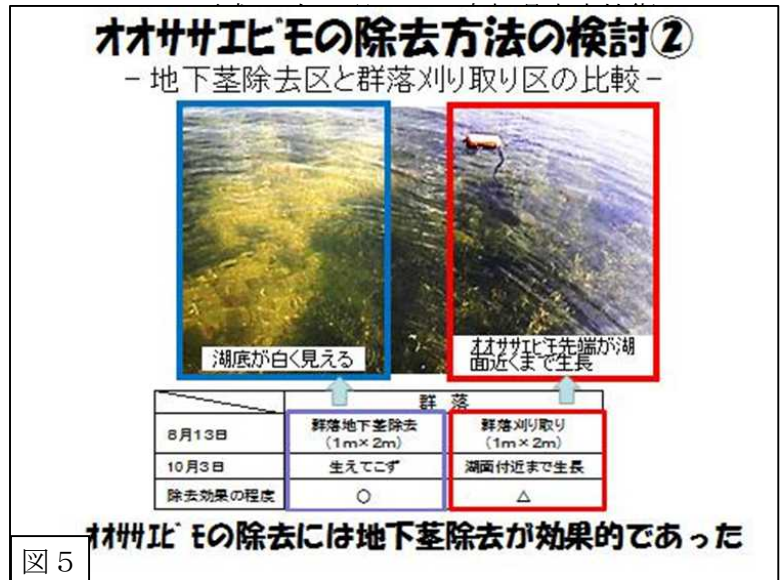 オオササエビモの除去方法の検討②
－地下茎除去区と群落刈り取り区の比較－
湖底が白く見える
オオササエビモ先端が湖
面近くまで生長
群 落
8月13日 群落地下茎除去 群落刈り取り
(1m×2m) (1m×2m)
10月3日 生えてこず 湖面付近まで生長
除去効果の程度 ○ △
オオササエビモの除去には地下茎除去が効果的であった
図5